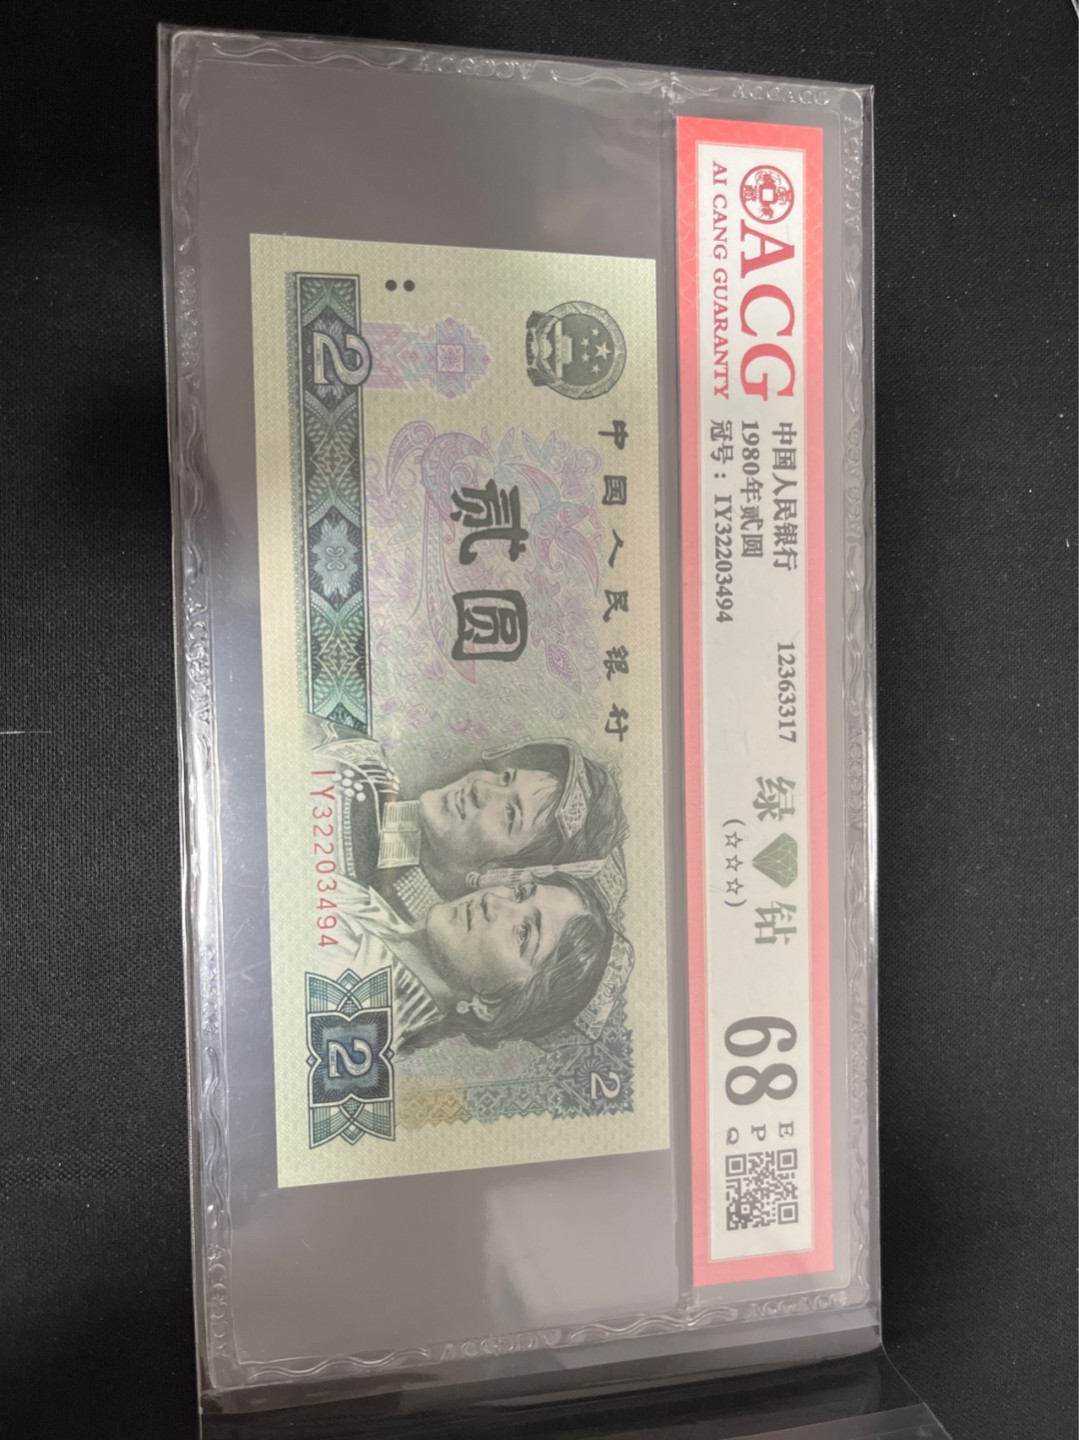 ACG
AI CANG GUARANTY
中国人民银行
1980年贰圆
冠号：IY32203494
12363317
绿钻
(☆☆☆)
68
E
P
Q
中国人民银行
贰圆
2
IY32203494
2
2